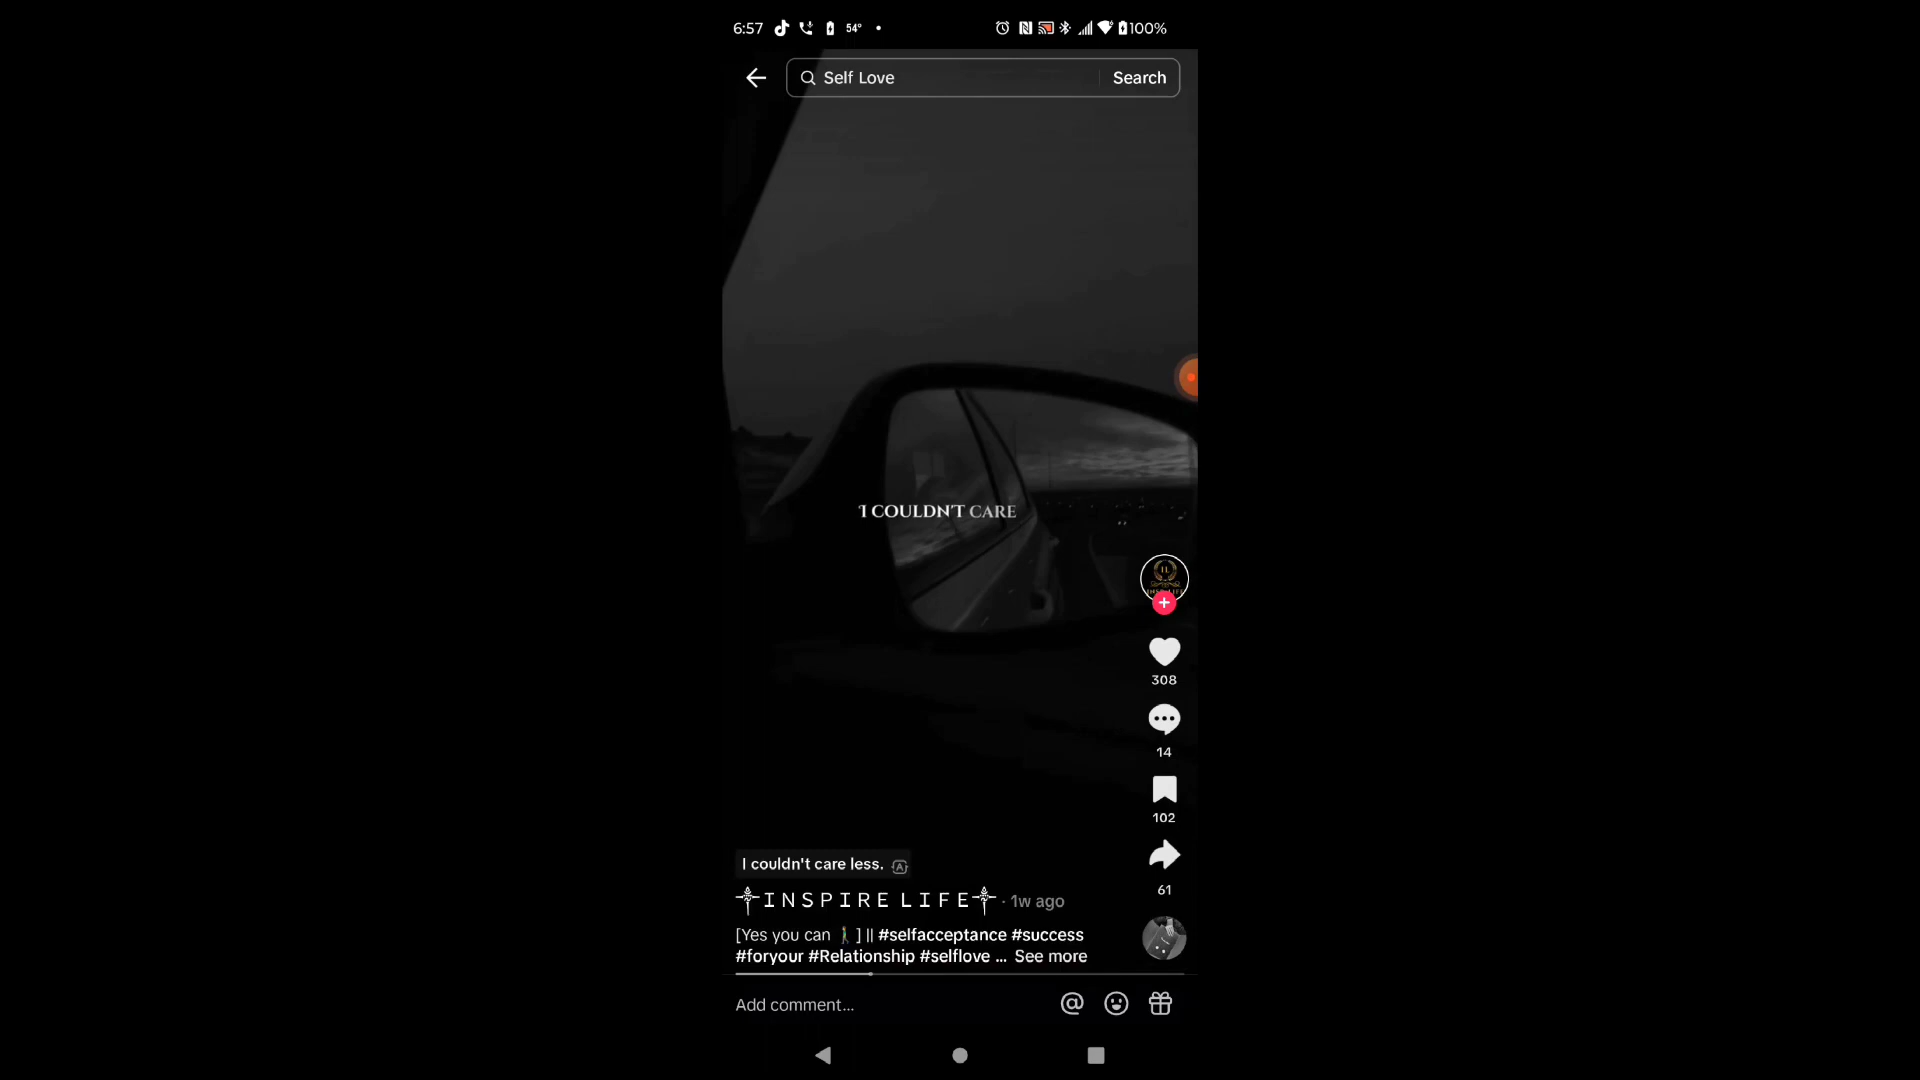 6:57 54° 100%
Self Love Search
I COULDN'T CARE
308
14
102
61
I couldn't care less.
INSPIRE LIFE · 1w ago
[Yes you can 🚶] || #selfacceptance #success
#foryour #Relationship #selflove ... See more
Add comment...